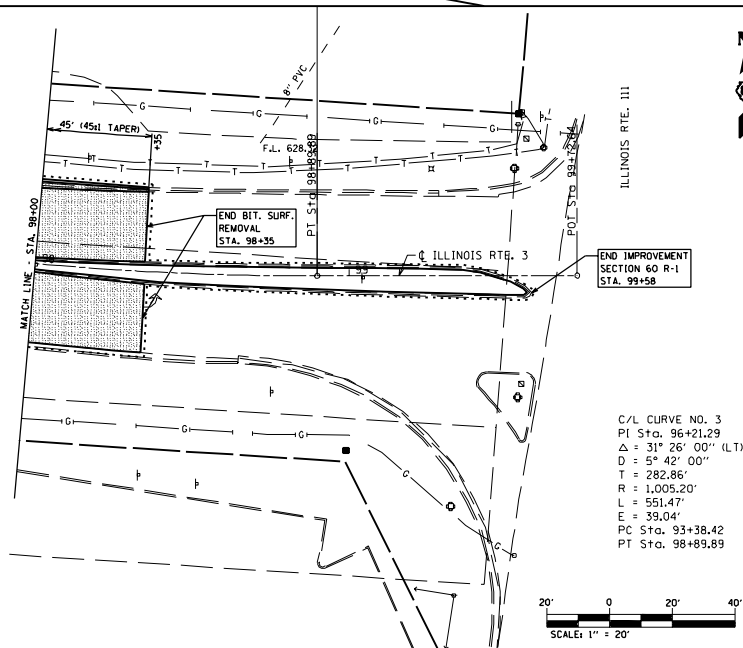 8" PVC
G
G
G
G
45' (45:1 TAPER)
+35
F.L. 628.
T
T
T
T
T
T
T
T
T
T
T
PT Sta 98+89.89
POT Sta 99+72.64
ILLINOIS RTE. 111
END BIT. SURF.
REMOVAL
STA. 98+35
℄ ILLINOIS RTE. 3
END IMPROVEMENT
SECTION 60 R-1
STA. 99+58
MATCH LINE STA. 98+00
G
G
G
G
G
C/L CURVE NO. 3
PI Sta. 96+21.29
△ = 31° 26' 00" (LT)
D = 5° 42' 00"
T = 282.86'
R = 1,005.20'
L = 551.47'
E = 39.04'
PC Sta. 93+38.42
PT Sta. 98+89.89
20' 0 20' 40'
SCALE: 1" = 20'